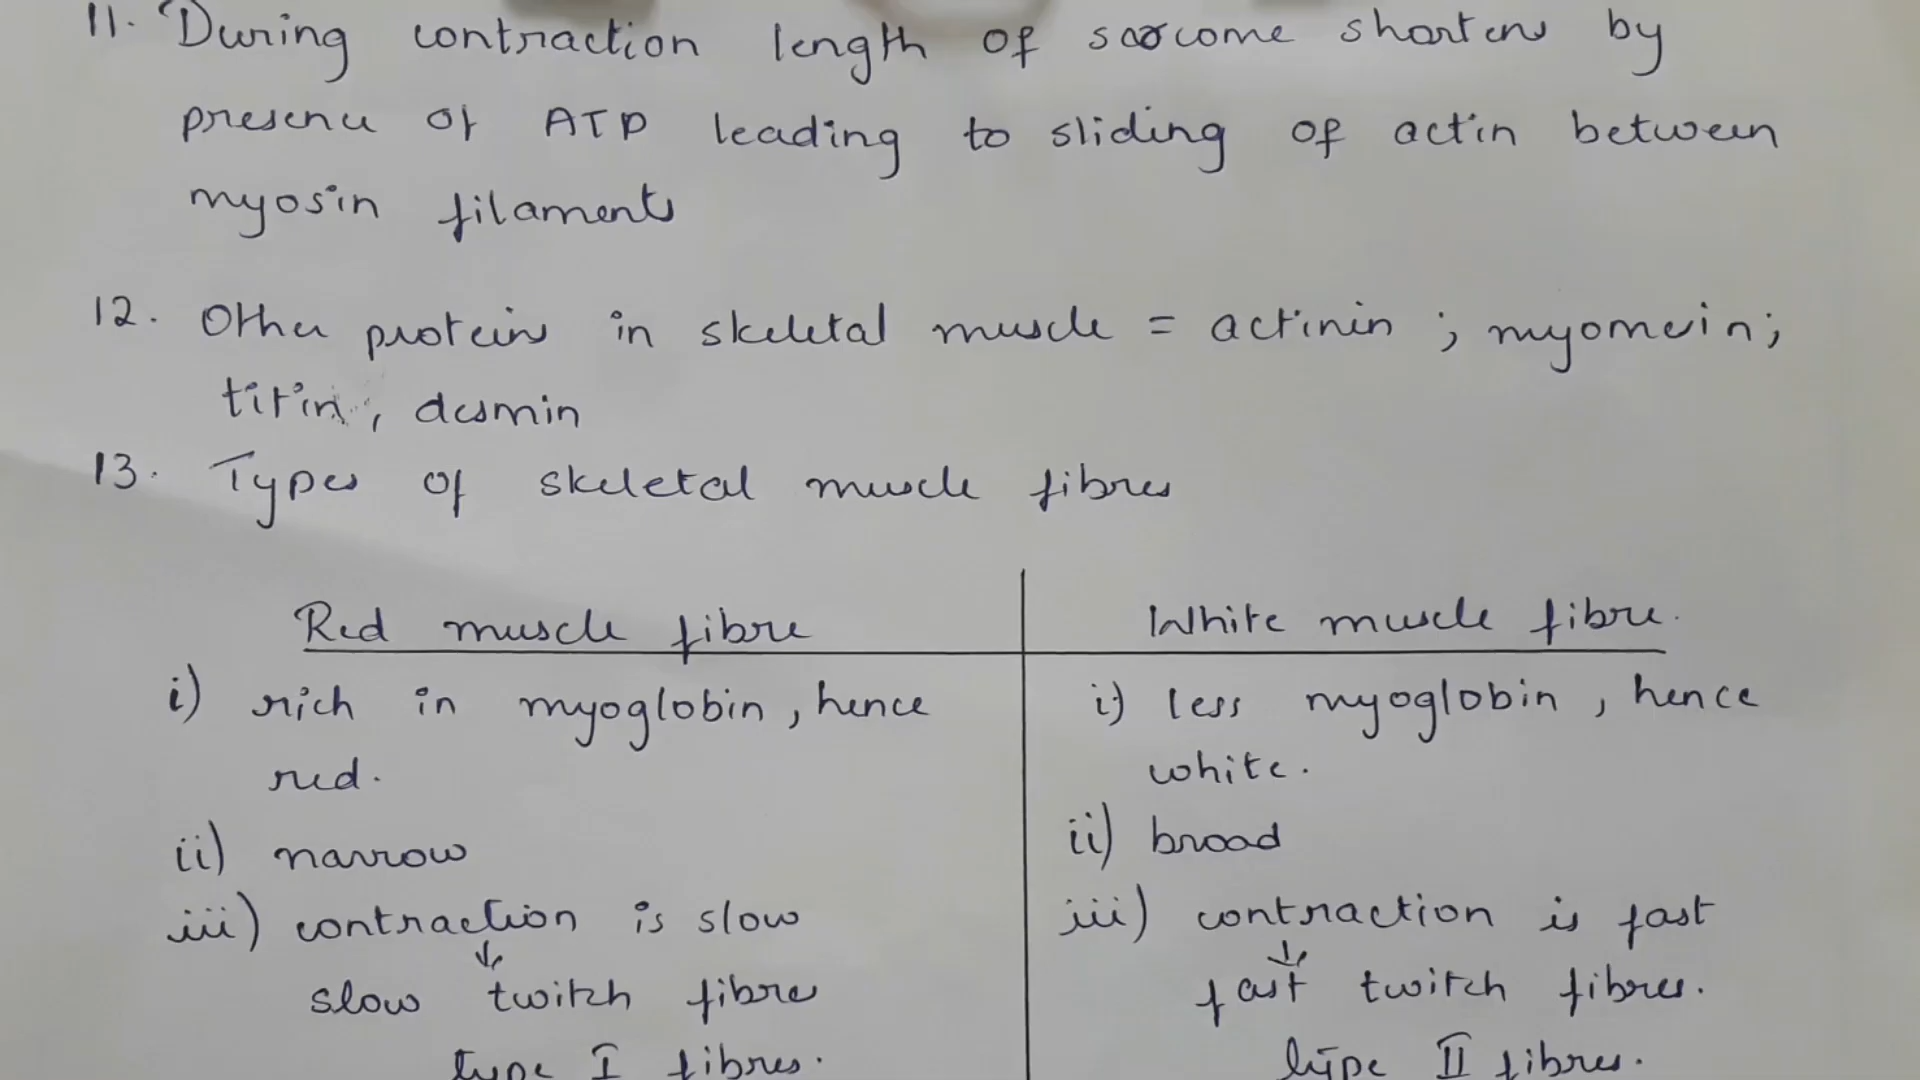 11. During contraction length of sarcome shortens by
presence of ATP leading to sliding of actin between
myosin filaments
12. Other proteins in skeletal muscle = actinin ; myomein ;
titin, desmin
13. Types of skeletal muscle fibres
Red muscle fibre
i) rich in myoglobin, hence
red.
ii) narrow
iii) contraction is slow
↓
slow twitch fibre
type I fibres.
White muscle fibre.
i) less myoglobin, hence
white.
ii) broad
iii) contraction is fast
↓
fast twitch fibres.
type II fibres.